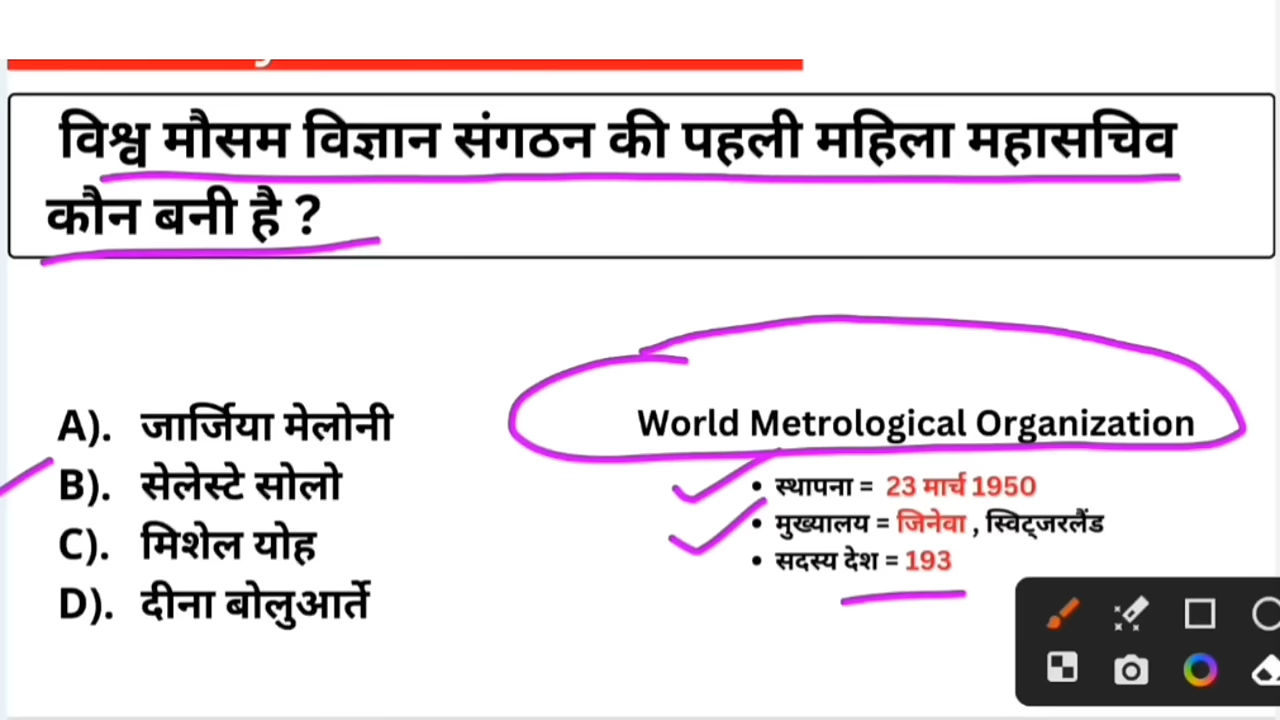 विश्व मौसम विज्ञान संगठन की पहली महिला महासचिव
कौन बनी है ?
A). जार्जिया मेलोनी
B). सेलेस्टे सोलो
C). मिशेल योह
D). दीना बोलुआर्ते
World Metrological Organization
• स्थापना = 23 मार्च 1950
• मुख्यालय = जिनेवा , स्विट्जरलैंड
• सदस्य देश = 193